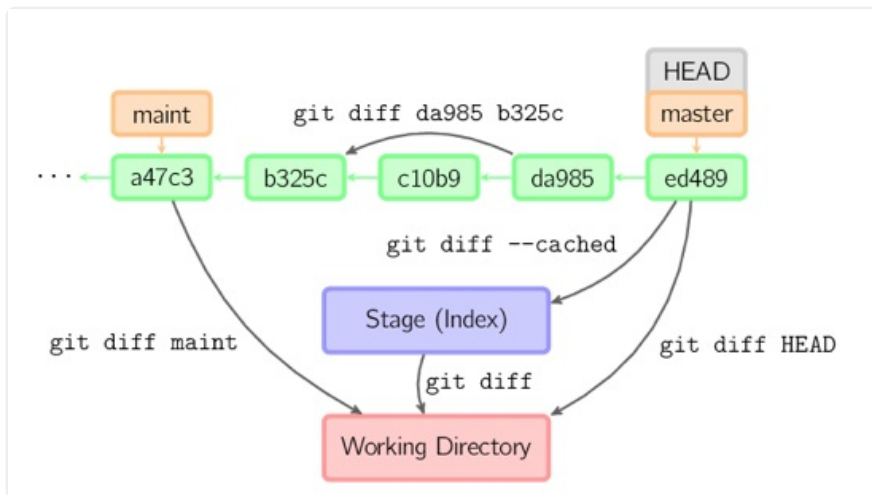 HEAD
maint
git diff da985 b325c
master
...
a47c3
b325c
c10b9
da985
ed489
git diff --cached
Stage (Index)
git diff maint
git diff HEAD
git diff
Working Directory